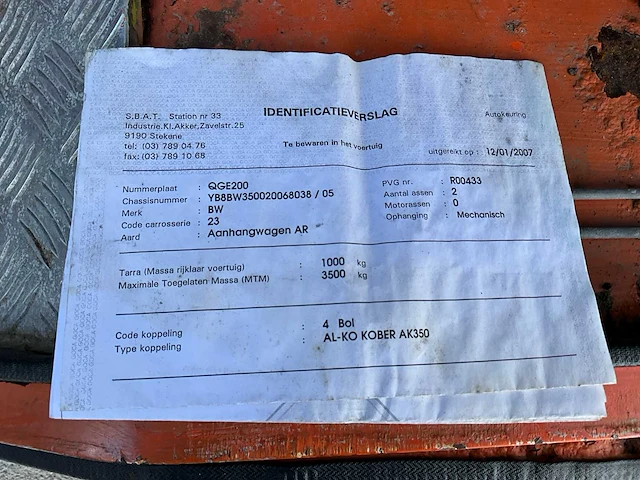 IDENTIFICATIEVERSLAG
Autokeuring
S.B.A.T. Station nr 33
Industrie.Kl.Akker,Zavelstr.25
9190 Stekene
tel: (03) 789 04 76
fax: (03) 789 10 68
Te bewaren in het voertuig
uitgereikt op : 12/01/2007
Nummerplaat : QGE200
Chassisnummer : YB8BW350020068038 / 05
Merk : BW
Code carrosserie : 23
Aard : Aanhangwagen AR
PVG nr. : R00433
Aantal assen : 2
Motorassen : 0
Ophanging : Mechanisch
Tarra (Massa rijklaar voertuig) : 1000 kg
Maximale Toegelaten Massa (MTM) : 3500 kg
Code koppeling : 4 Bol
Type koppeling : AL-KO KOBER AK350